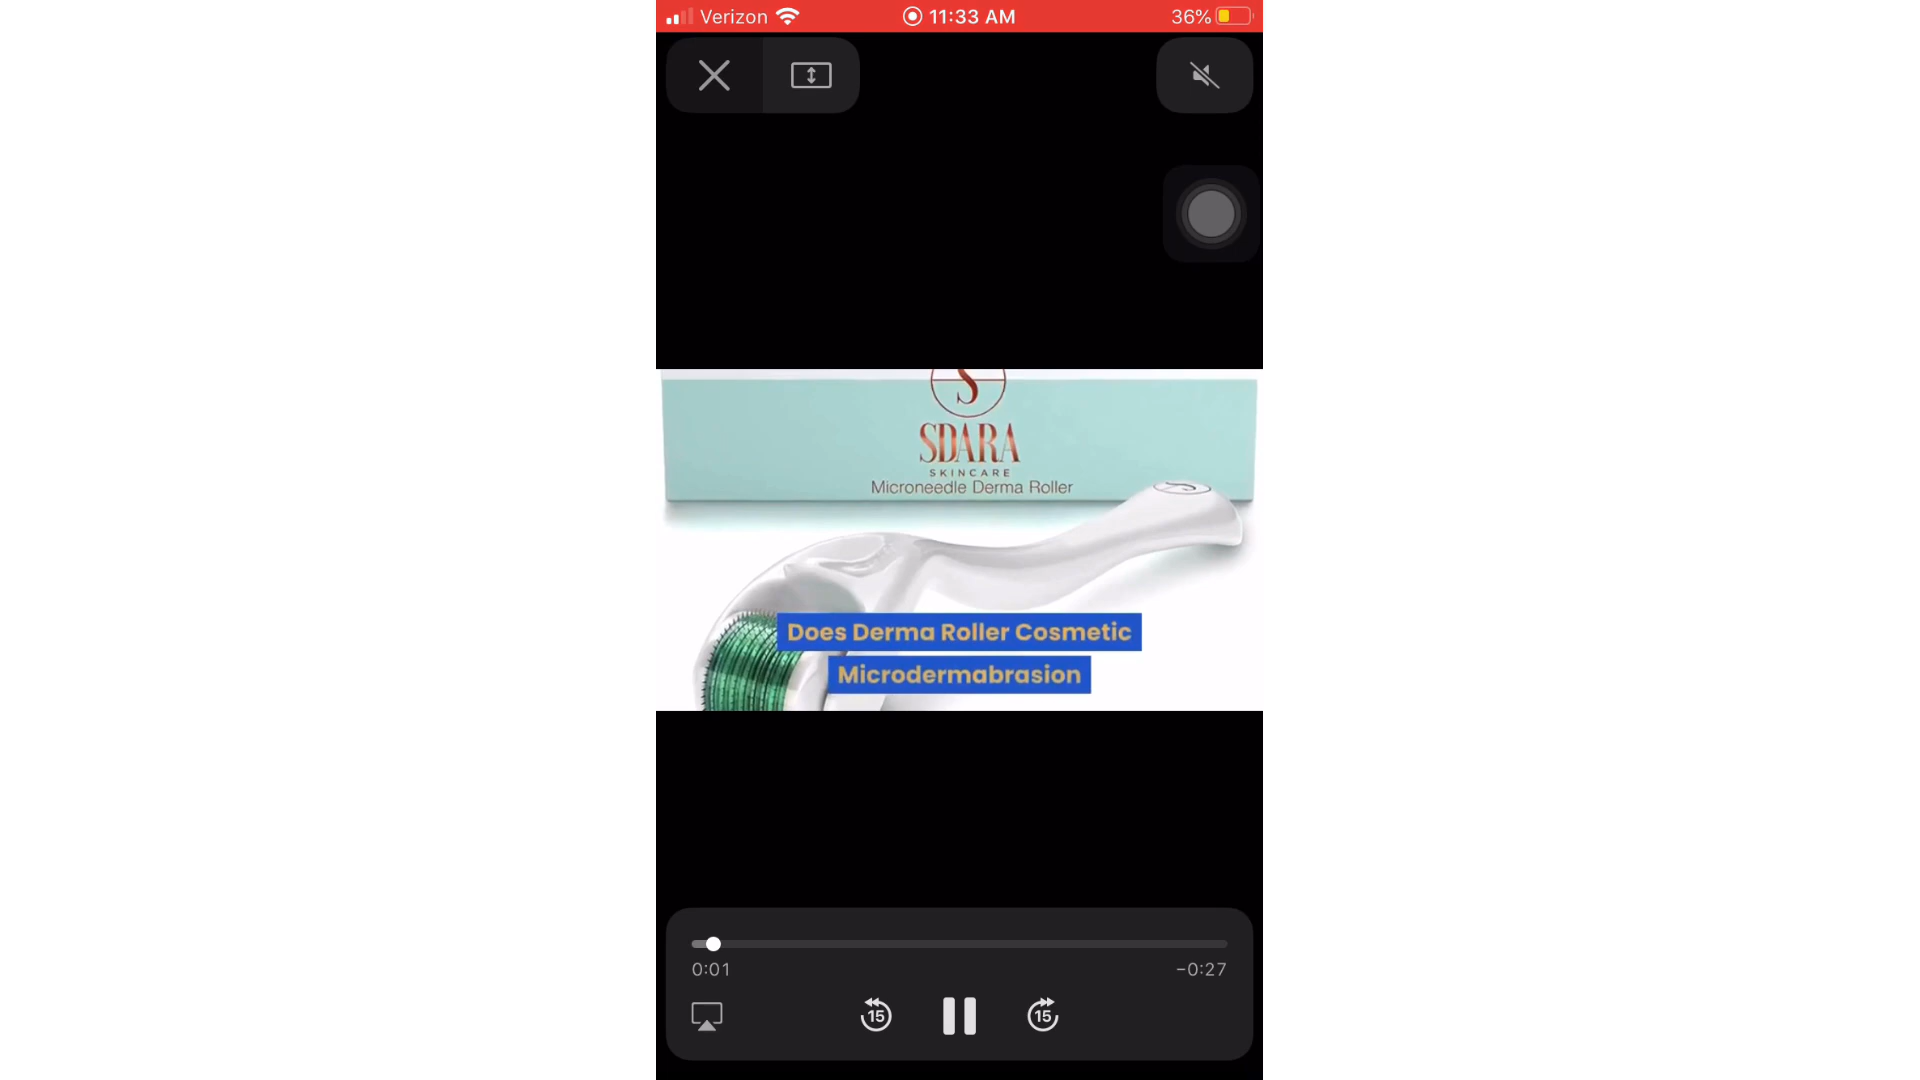 Verizon 11:33 AM 36%
S
SDARA
SKINCARE
Microneedle Derma Roller
Does Derma Roller Cosmetic
Microdermabrasion
0:01 −0:27
15 15